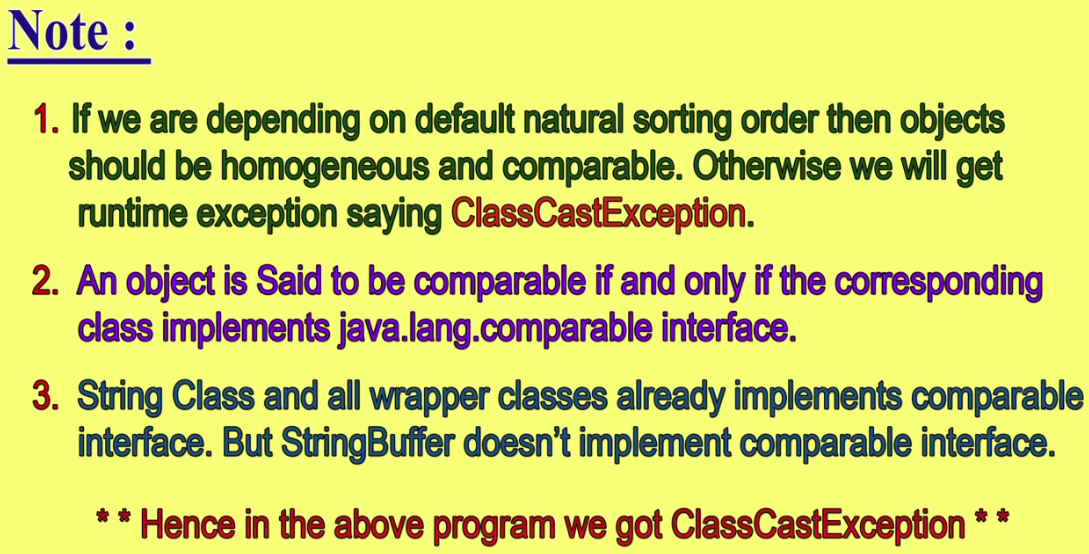 Note :
1. If we are depending on default natural sorting order then objects
should be homogeneous and comparable. Otherwise we will get
runtime exception saying ClassCastException.
2. An object is Said to be comparable if and only if the corresponding
class implements java.lang.comparable interface.
3. String Class and all wrapper classes already implements comparable
interface. But StringBuffer doesn't implement comparable interface.
* * Hence in the above program we got ClassCastException * *